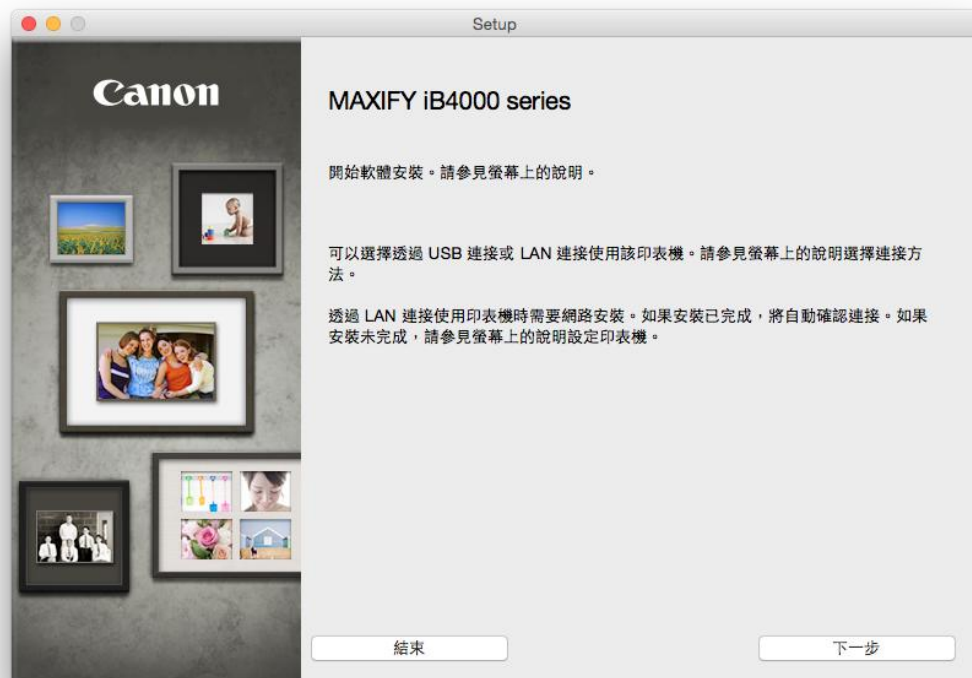 Setup
Canon
MAXIFY iB4000 series
開始軟體安裝。請參見螢幕上的說明。
可以選擇透過 USB 連接或 LAN 連接使用該印表機。請參見螢幕上的說明選擇連接方
法。
透過 LAN 連接使用印表機時需要網路安裝。如果安裝已完成，將自動確認連接。如果
安裝未完成，請參見螢幕上的說明設定印表機。
結束
下一步